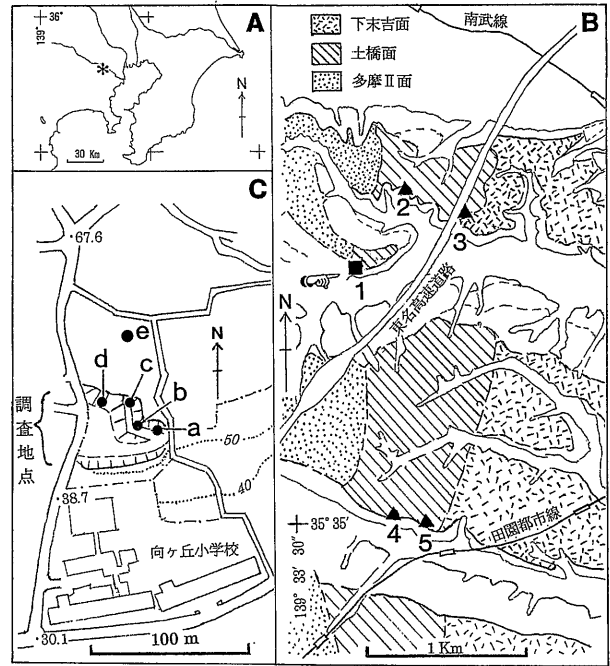 A
139°
36°
*
N
30 Km
B
下末吉面
土橋面
多摩Ⅱ面
南武線
2
3
1
東名高速道路
N
4
5
35° 35′
30″
139° 33′
田園都市線
1 Km
C
67.6
e
N
d
c
b
a
調査地点
50
40
38.7
向ヶ丘小学校
30.1
100 m